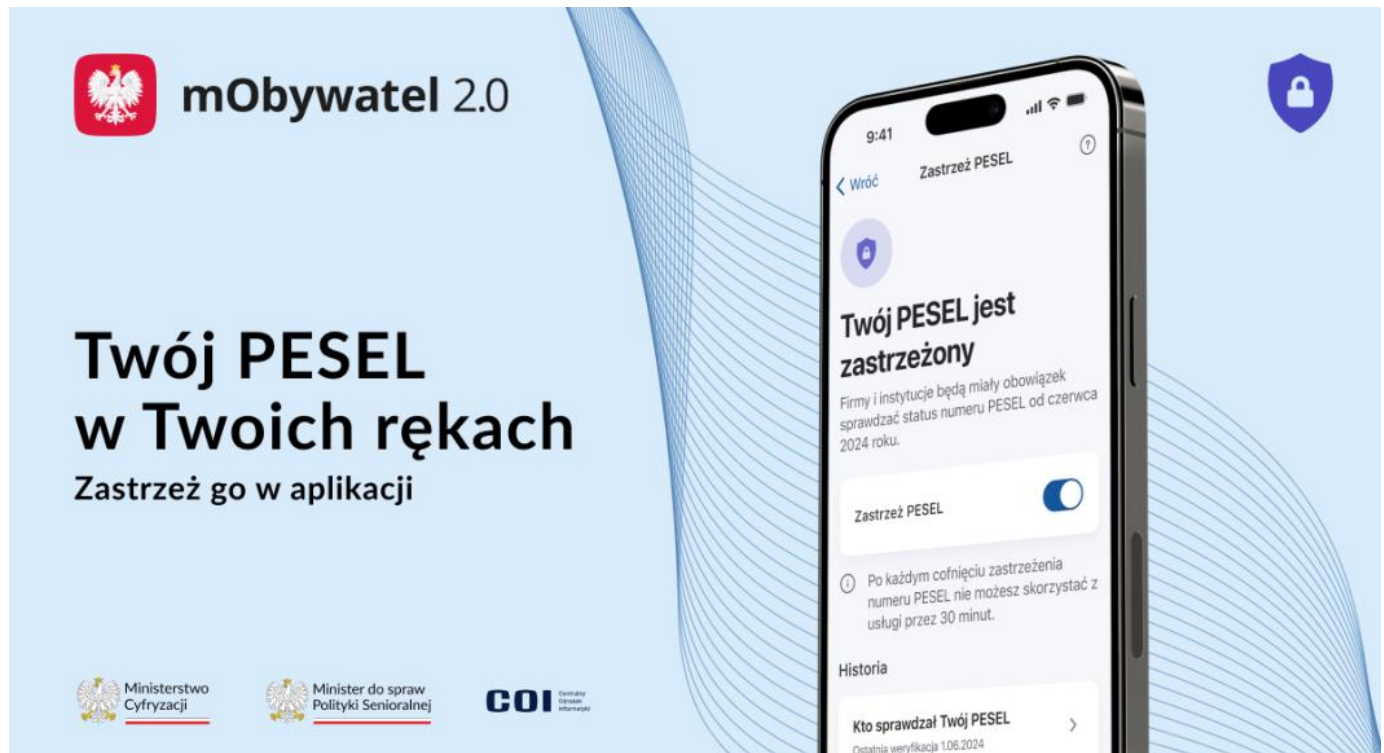 mObywatel 2.0
Twój PESEL
w Twoich rękach
Zastrzeż go w aplikacji
Ministerstwo
Cyfryzacji
Minister do spraw
Polityki Senioralnej
COI
Centralny
Ośrodek
Informatyki
9:41
Wróć
Zastrzeż PESEL
Twój PESEL jest
zastrzeżony
Firmy i instytucje będą miały obowiązek
sprawdzać status numeru PESEL od czerwca
2024 roku.
Zastrzeż PESEL
Po każdym cofnięciu zastrzeżenia
numeru PESEL nie możesz skorzystać z
usługi przez 30 minut.
Historia
Kto sprawdzał Twój PESEL
Ostatnia weryfikacja 1.06.2024